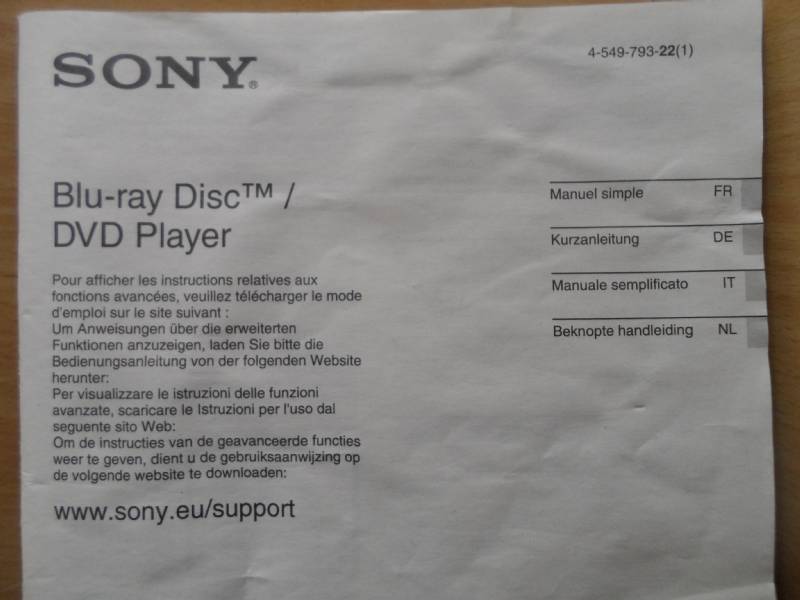 SONY®
4-549-793-22(1)
Blu-ray Disc™ /
DVD Player
Pour afficher les instructions relatives aux
fonctions avancées, veuillez télécharger le mode
d'emploi sur le site suivant :
Um Anweisungen über die erweiterten
Funktionen anzuzeigen, laden Sie bitte die
Bedienungsanleitung von der folgenden Website
herunter:
Per visualizzare le istruzioni delle funzioni
avanzate, scaricare le Istruzioni per l'uso dal
seguente sito Web:
Om de instructies van de geavanceerde functies
weer te geven, dient u de gebruiksaanwijzing op
de volgende website te downloaden:
www.sony.eu/support
Manuel simple FR
Kurzanleitung DE
Manuale semplificato IT
Beknopte handleiding NL